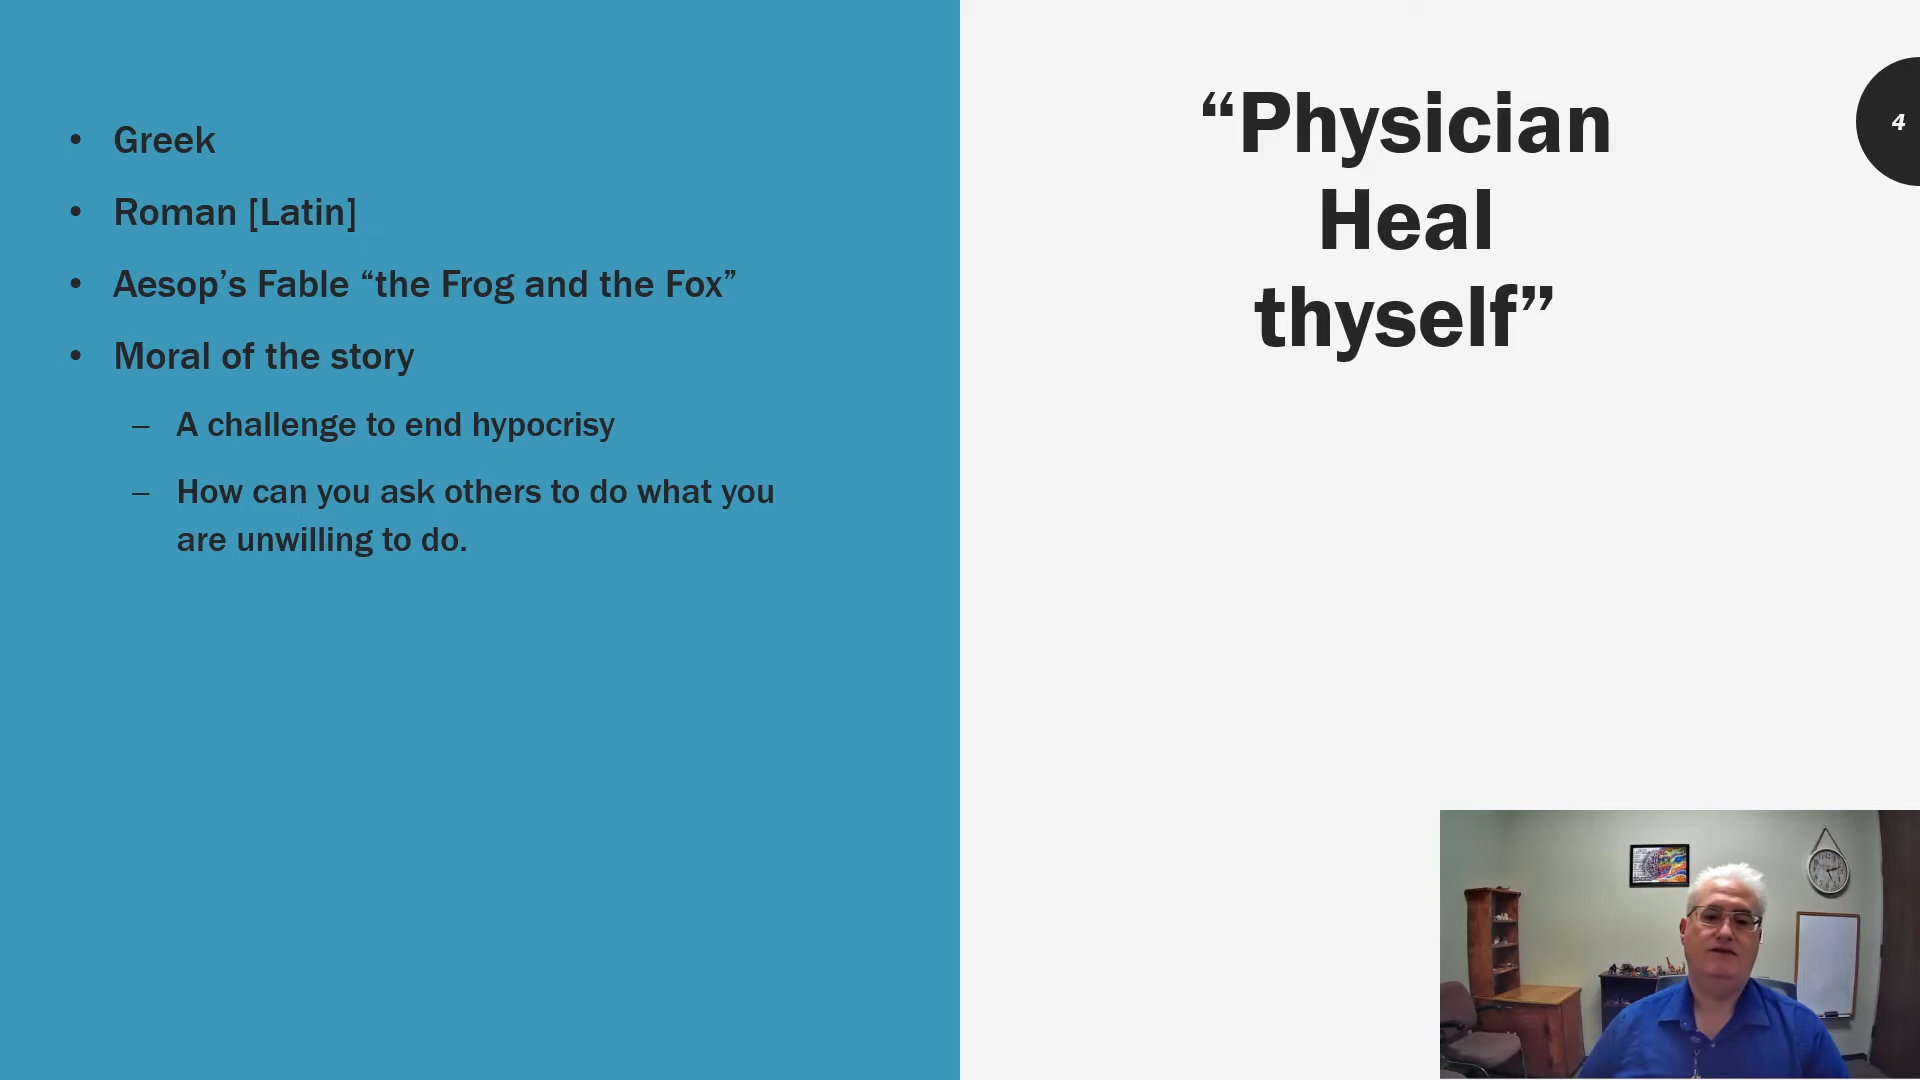 • Greek
• Roman [Latin]
• Aesop’s Fable “the Frog and the Fox”
• Moral of the story
– A challenge to end hypocrisy
– How can you ask others to do what you
are unwilling to do.
“Physician
Heal
thyself”
4